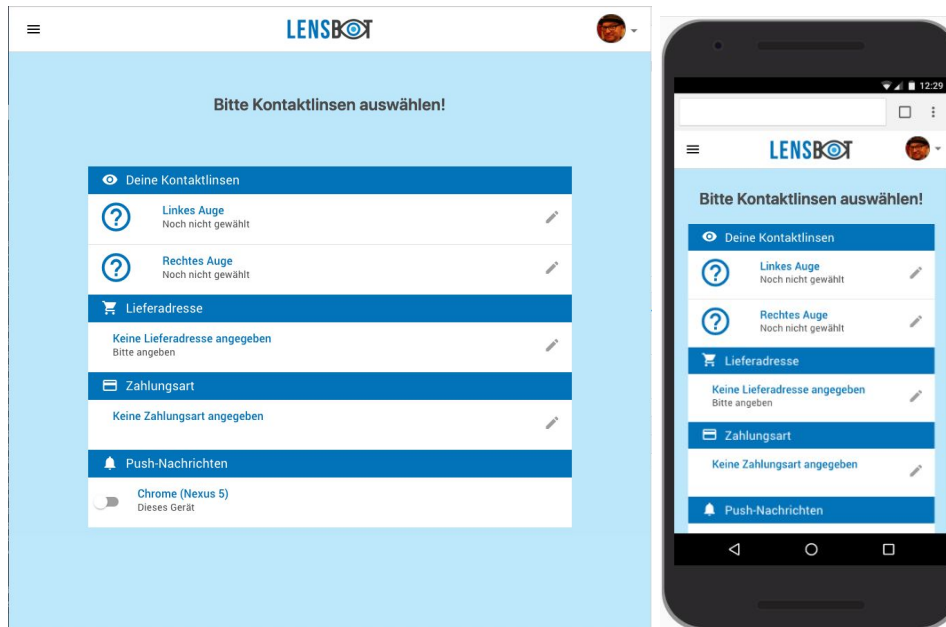 LENSBOT
Bitte Kontaktlinsen auswählen!
Deine Kontaktlinsen
Linkes Auge
Noch nicht gewählt
Rechtes Auge
Noch nicht gewählt
Lieferadresse
Keine Lieferadresse angegeben
Bitte angeben
Zahlungsart
Keine Zahlungsart angegeben
Push-Nachrichten
Chrome (Nexus 5)
Dieses Gerät
12:29
LENSBOT
Bitte Kontaktlinsen auswählen!
Deine Kontaktlinsen
Linkes Auge
Noch nicht gewählt
Rechtes Auge
Noch nicht gewählt
Lieferadresse
Keine Lieferadresse angegeben
Bitte angeben
Zahlungsart
Keine Zahlungsart angegeben
Push-Nachrichten